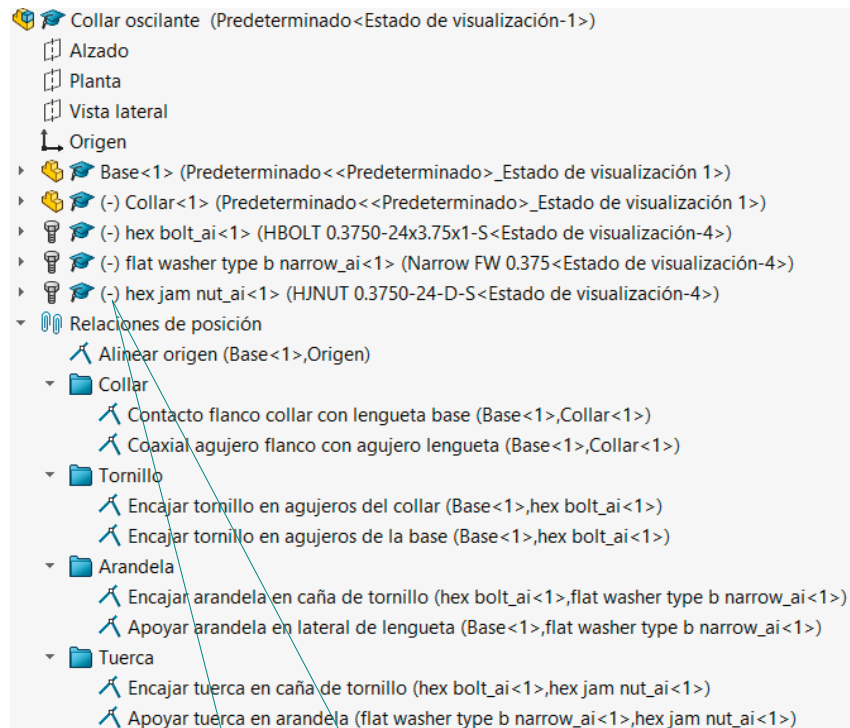 Collar oscilante (Predeterminado<Estado de visualización-1>)
Alzado
Planta
Vista lateral
Origen
Base<1> (Predeterminado<<Predeterminado>_Estado de visualización 1>)
(-) Collar<1> (Predeterminado<<Predeterminado>_Estado de visualización 1>)
(-) hex bolt_ai<1> (HBOLT 0.3750-24x3.75x1-S<Estado de visualización-4>)
(-) flat washer type b narrow_ai<1> (Narrow FW 0.375<Estado de visualización-4>)
(-) hex jam nut_ai<1> (HJNUT 0.3750-24-D-S<Estado de visualización-4>)
Relaciones de posición
Alinear origen (Base<1>,Origen)
Collar
Contacto flanco collar con lengueta base (Base<1>,Collar<1>)
Coaxial agujero flanco con agujero lengueta (Base<1>,Collar<1>)
Tornillo
Encajar tornillo en agujeros del collar (Base<1>,hex bolt_ai<1>)
Encajar tornillo en agujeros de la base (Base<1>,hex bolt_ai<1>)
Arandela
Encajar arandela en caña de tornillo (hex bolt_ai<1>,flat washer type b narrow_ai<1>)
Apoyar arandela en lateral de lengueta (Base<1>,flat washer type b narrow_ai<1>)
Tuerca
Encajar tuerca en caña de tornillo (hex bolt_ai<1>,hex jam nut_ai<1>)
Apoyar tuerca en arandela (flat washer type b narrow_ai<1>,hex jam nut_ai<1>)